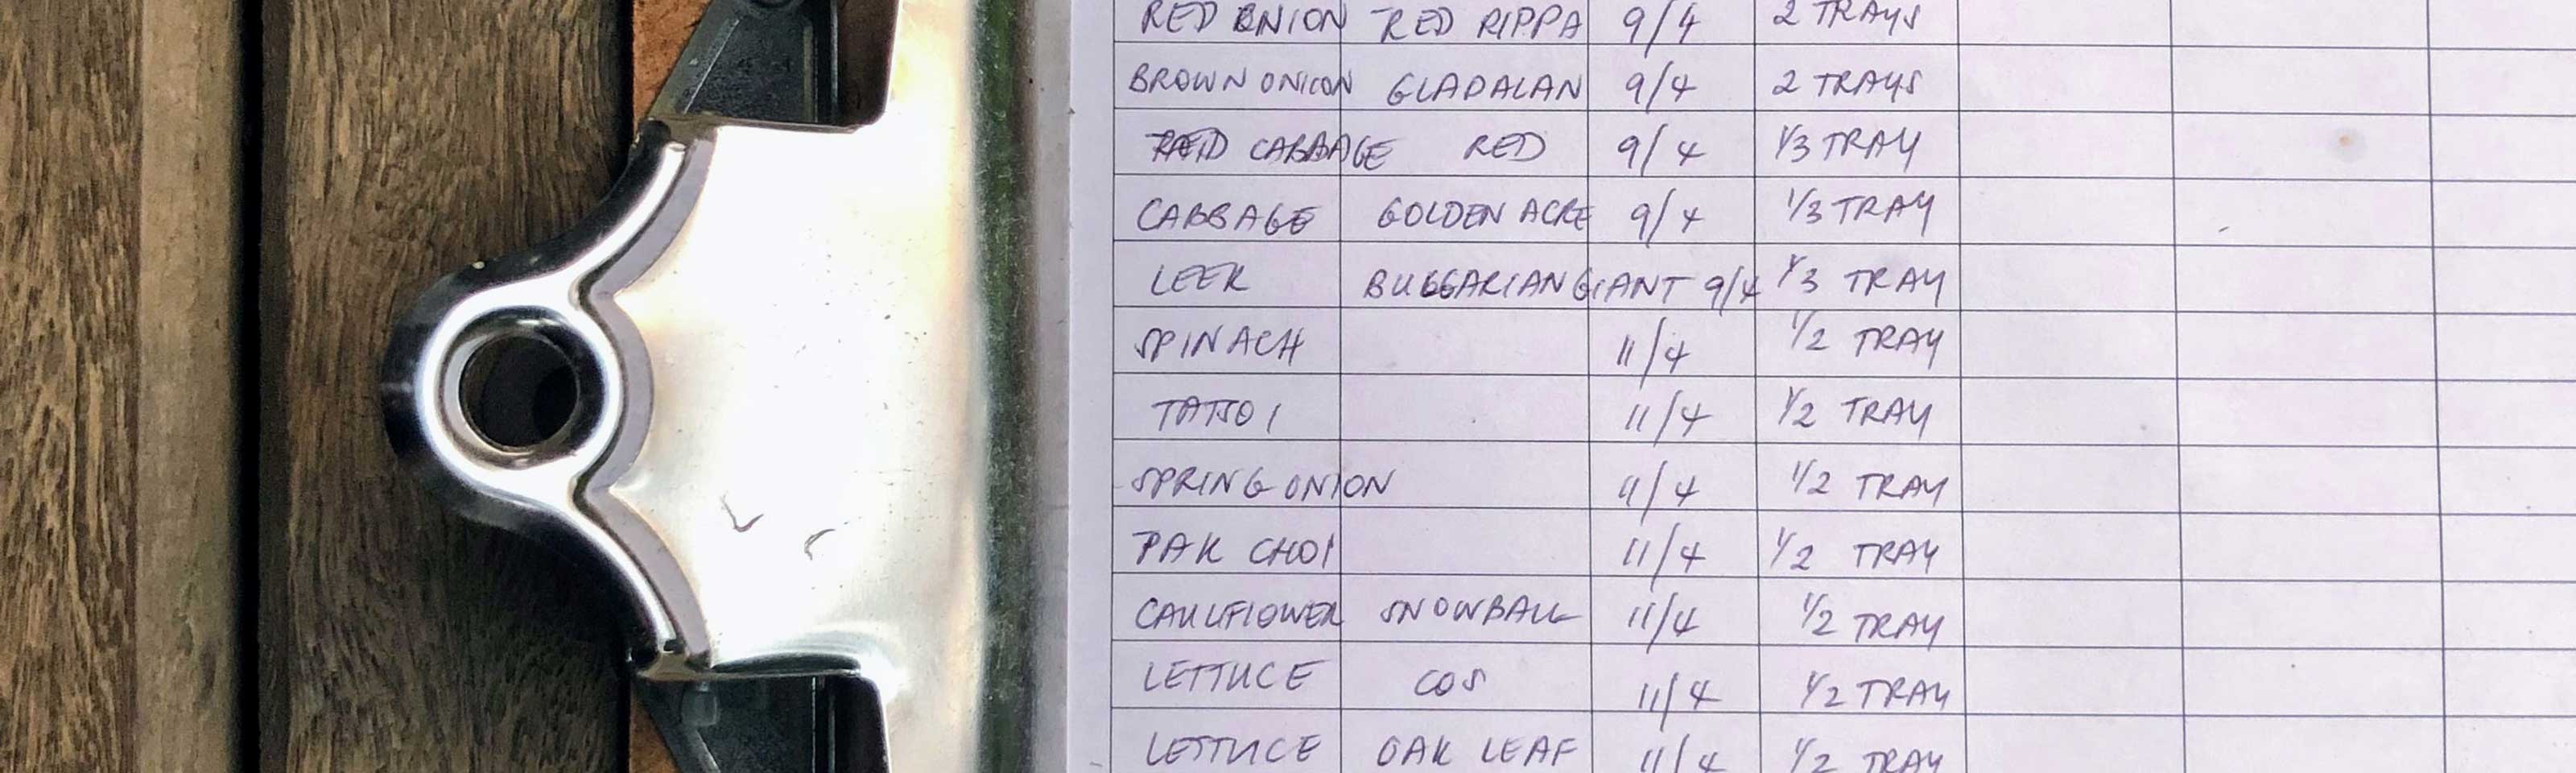 RED ONION RED RIPPA 9/4 2 TRAYS
BROWN ONION GLADALAN 9/4 2 TRAYS
RED CABBAGE RED 9/4 1/3 TRAY
CABBAGE GOLDEN ACRE 9/4 1/3 TRAY
LEEK BULGARIAN GIANT 9/4 1/3 TRAY
SPINACH 11/4 1/2 TRAY
TATSOI 11/4 1/2 TRAY
SPRING ONION 11/4 1/2 TRAY
PAK CHOI 11/4 1/2 TRAY
CAULIFLOWER SNOWBALL 11/4 1/2 TRAY
LETTUCE COS 11/4 1/2 TRAY
LETTUCE OAK LEAF 11/4 1/2 TRAY